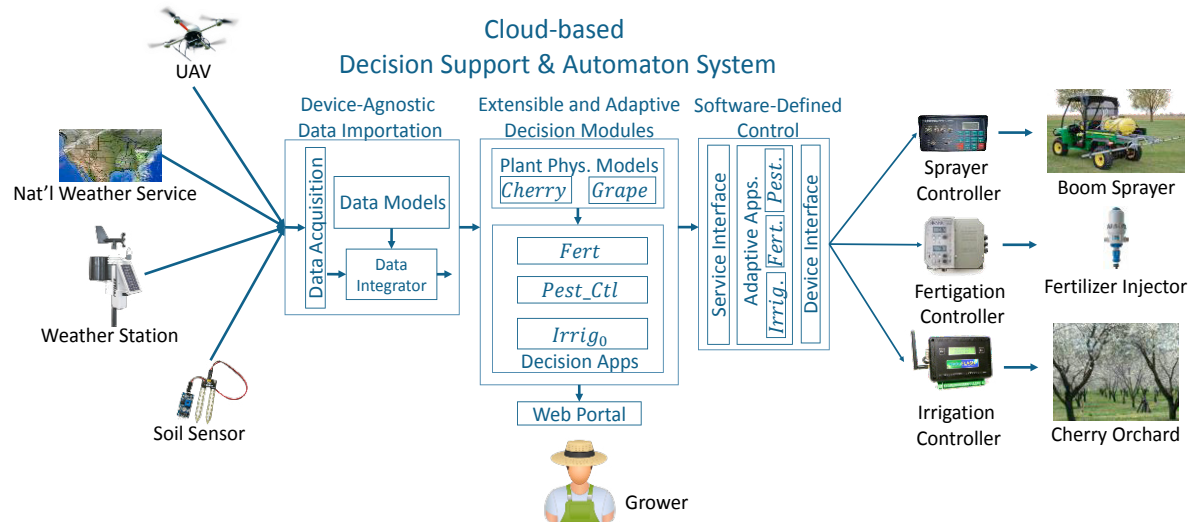 Cloud-based
Decision Support & Automaton System
UAV
Nat'l Weather Service
Weather Station
Soil Sensor
Device-Agnostic
Data Importation
Data Acquisition
Data Models
Data
Integrator
Extensible and Adaptive
Decision Modules
Plant Phys. Models
Cherry
Grape
Fert
Pest_Ctl
Irrig₀
Decision Apps
Web Portal
Grower
Software-Defined
Control
Service Interface
Adaptive Apps.
Irrig.
Fert.
Pest.
Device Interface
Sprayer
Controller
Boom Sprayer
Fertigation
Controller
Fertilizer Injector
Irrigation
Controller
Cherry Orchard